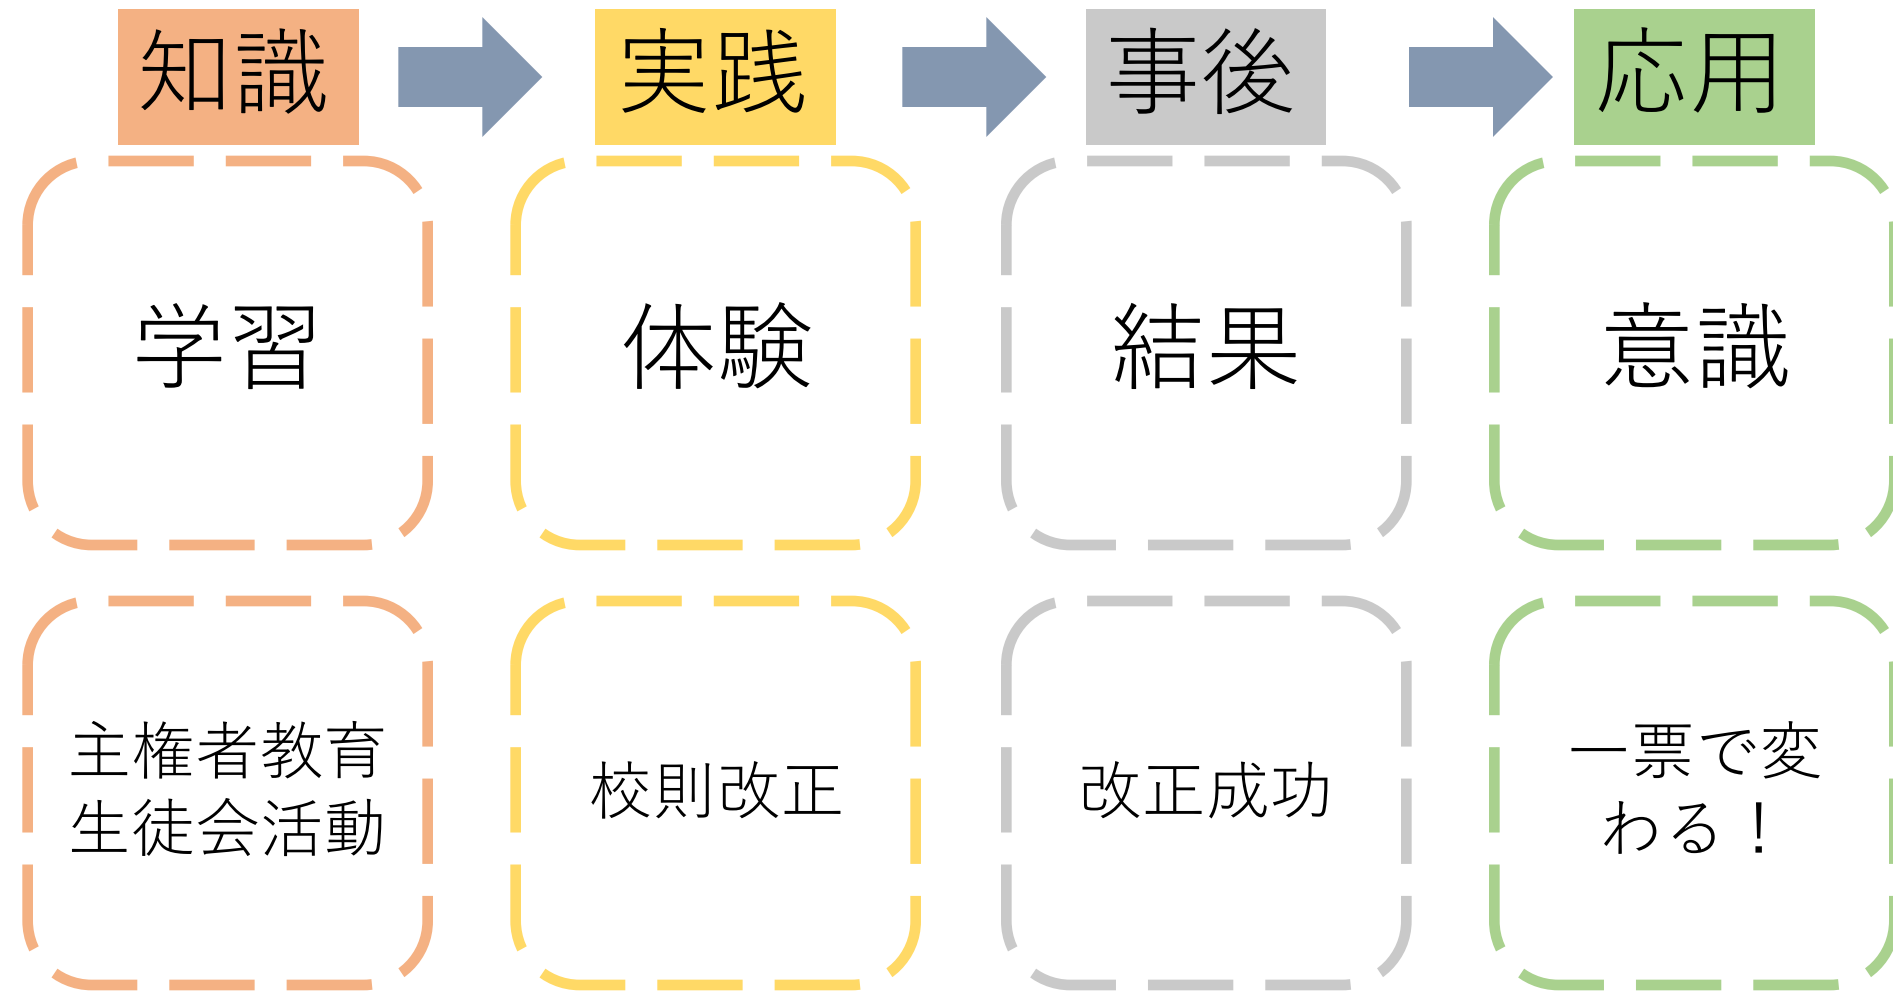 知識
実践
事後
応用
学習
体験
結果
意識
主権者教育
生徒会活動
校則改正
改正成功
一票で変
わる！